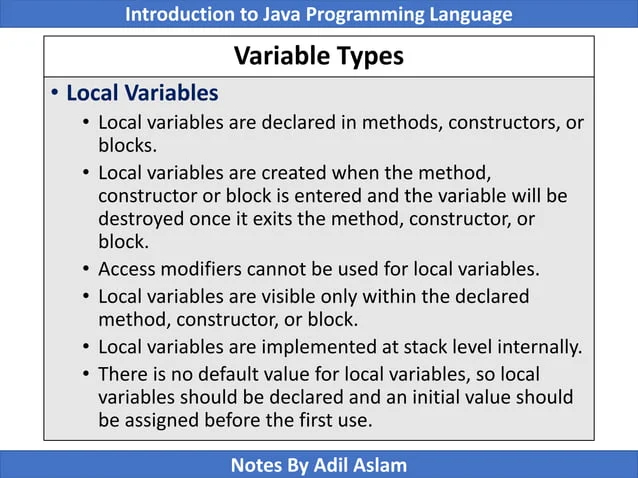 Introduction to Java Programming Language
Variable Types
• Local Variables
• Local variables are declared in methods, constructors, or
blocks.
• Local variables are created when the method,
constructor or block is entered and the variable will be
destroyed once it exits the method, constructor, or
block.
• Access modifiers cannot be used for local variables.
• Local variables are visible only within the declared
method, constructor, or block.
• Local variables are implemented at stack level internally.
• There is no default value for local variables, so local
variables should be declared and an initial value should
be assigned before the first use.
Notes By Adil Aslam